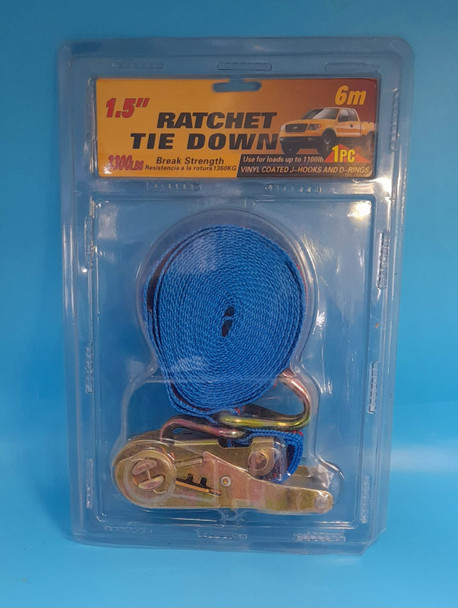 1.5"
6m
RATCHET
TIE DOWN
3300LBS
Break Strength
Resistencia a la rotura 1360KG
Use for loads up to 1100lb
1PC
VINYL COATED J-HOOKS AND D-RINGS